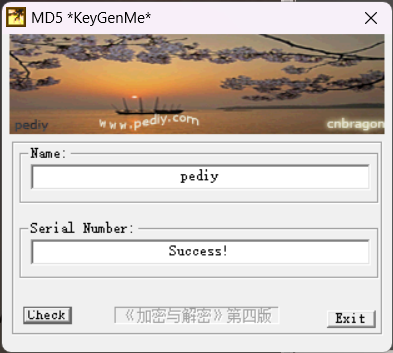 MD5 *KeyGenMe*
pediy
www.pediy.com
cnbragon
Name:
pediy
Serial Number:
Success!
Check
《加密与解密》第四版
Exit